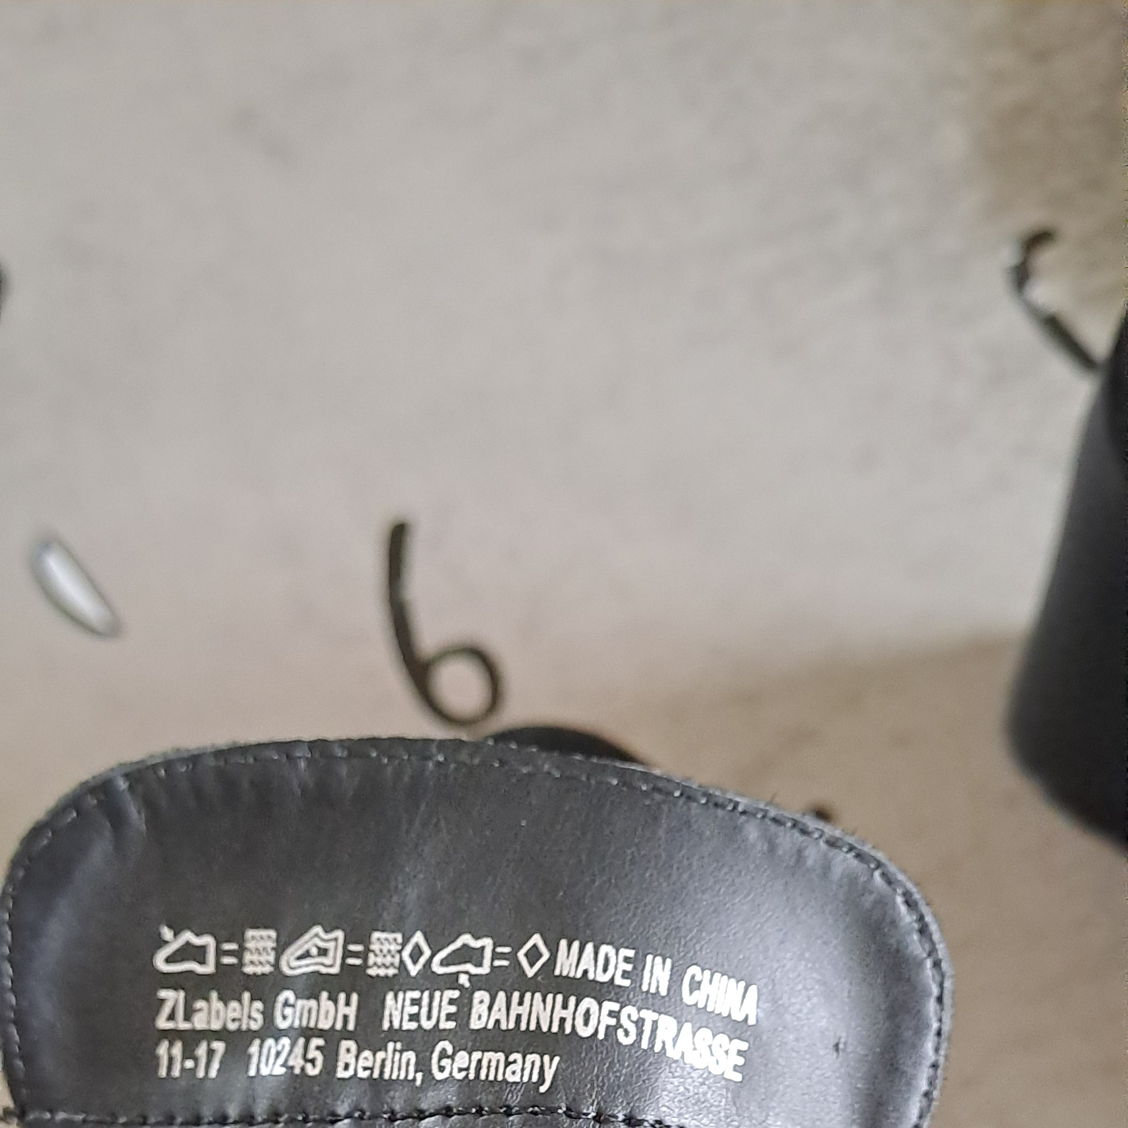 = = = MADE IN CHINA
ZLabels GmbH NEUE BAHNHOFSTRASSE
11-17 10245 Berlin, Germany